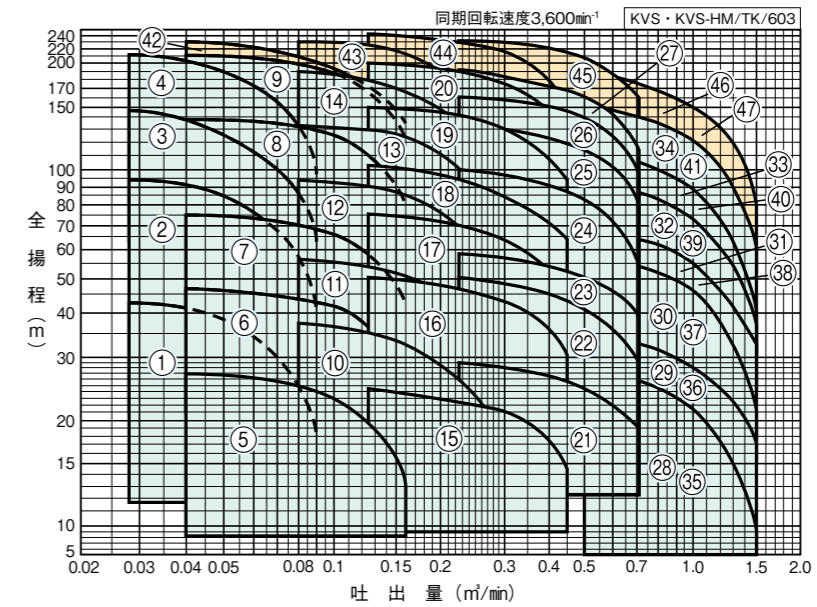 同期回転速度3,600min⁻¹
KVS・KVS-HM/TK/603
240
220
200
170
150
100
90
80
70
60
50
40
30
20
15
10
5
全揚程(m)
㊷ ㊸ ㊹ ㉗
④ ⑨ ⑭ ⑳ ㊺ ㊻ ㊼
③ ⑧ ⑬ ⑲ ㉖ ㉞ ㊶ ㉝
② ⑦ ⑫ ⑱ ㉕ ㊵
⑰ ㉔ ㉜ ㊴ ㉛
⑪ ㉓ ㊳
① ⑥ ⑩ ⑯ ㉒ ㉚ ㊲
㉙ ㊱
⑤ ⑮ ㉑ ㉘ ㉟
0.02 0.03 0.04 0.05 0.08 0.1 0.15 0.2 0.3 0.4 0.5 0.7 1.0 1.5 2.0
吐出量(m³/min)